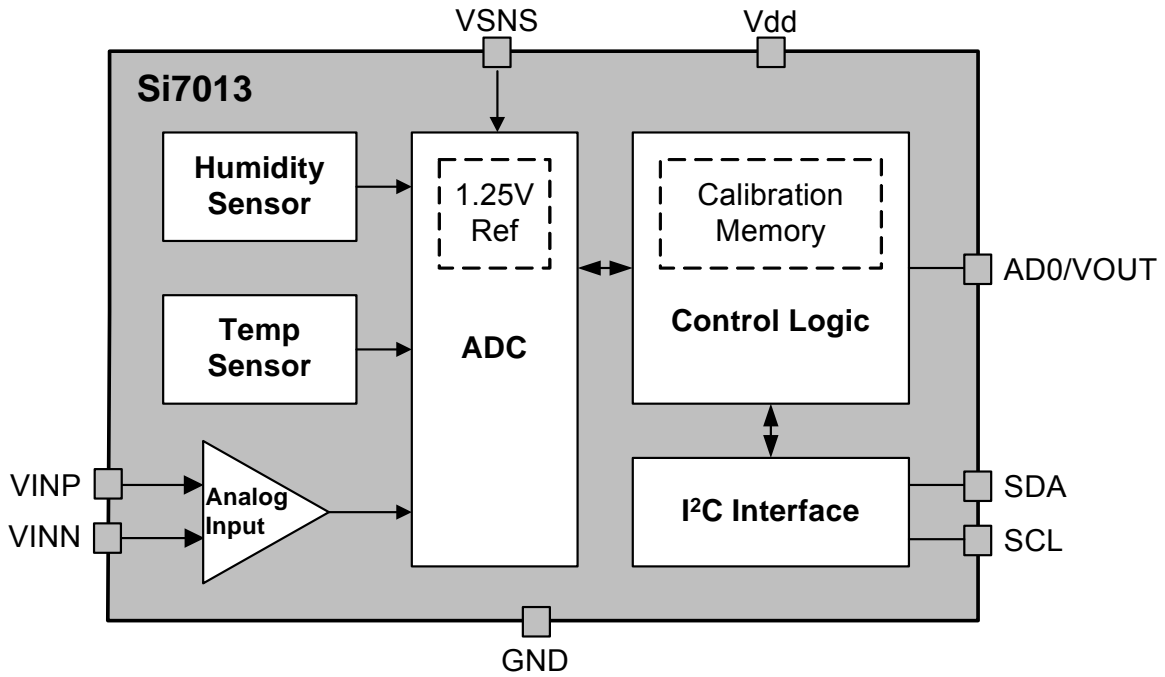 VSNS
Vdd
Si7013
Humidity
Sensor
1.25V
Ref
Calibration
Memory
AD0/VOUT
Temp
Sensor
ADC
Control Logic
VINP
VINN
Analog
Input
I²C Interface
SDA
SCL
GND